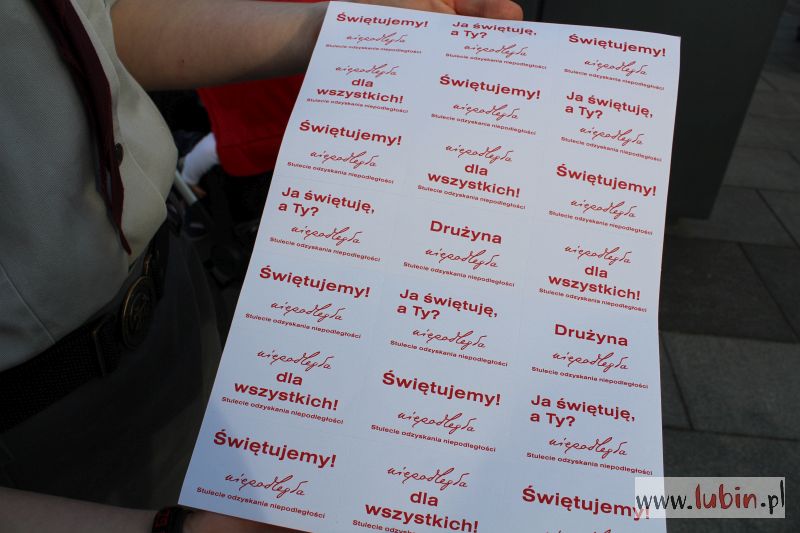 Świętujemy!
niepodległa
Stulecie odzyskania niepodległości
Ja świętuję,
a Ty?
niepodległa
Stulecie odzyskania niepodległości
Świętujemy!
niepodległa
Stulecie odzyskania niepodległości
niepodległa
dla
wszystkich!
Stulecie odzyskania niepodległości
Świętujemy!
niepodległa
Stulecie odzyskania niepodległości
Ja świętuję,
a Ty?
niepodległa
Stulecie odzyskania niepodległości
Świętujemy!
niepodległa
Stulecie odzyskania niepodległości
niepodległa
dla
wszystkich!
Stulecie odzyskania niepodległości
Świętujemy!
niepodległa
Stulecie odzyskania niepodległości
Ja świętuję,
a Ty?
niepodległa
Stulecie odzyskania niepodległości
Drużyna
niepodległa
Stulecie odzyskania niepodległości
niepodległa
dla
wszystkich!
Stulecie odzyskania niepodległości
Świętujemy!
niepodległa
Stulecie odzyskania niepodległości
Ja świętuję,
a Ty?
niepodległa
Stulecie odzyskania niepodległości
Drużyna
niepodległa
Stulecie odzyskania niepodległości
niepodległa
dla
wszystkich!
Stulecie odzyskania niepodległości
Świętujemy!
niepodległa
Stulecie odzyskania niepodległości
Ja świętuję,
a Ty?
niepodległa
Stulecie odzyskania niepodległości
Świętujemy!
niepodległa
Stulecie odzyskania niepodległości
niepodległa
dla
wszystkich!
Stulecie odzyskania niepodległości
Świętujemy!
www.lubin.pl